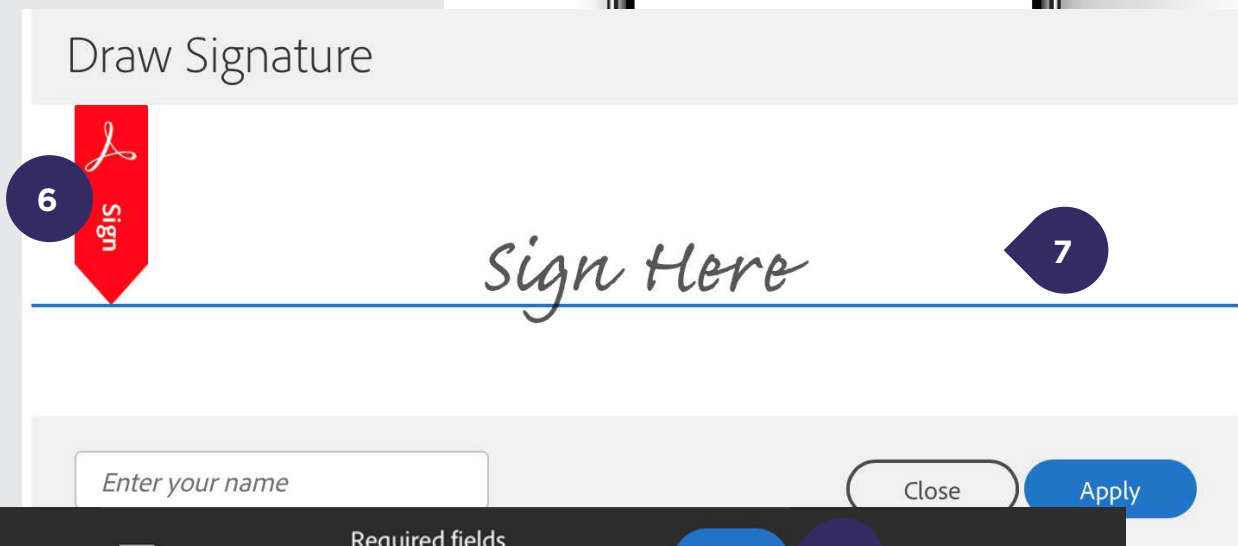 Draw Signature
6
Sign
Sign Here
7
Enter your name
Close
Apply
Required fields